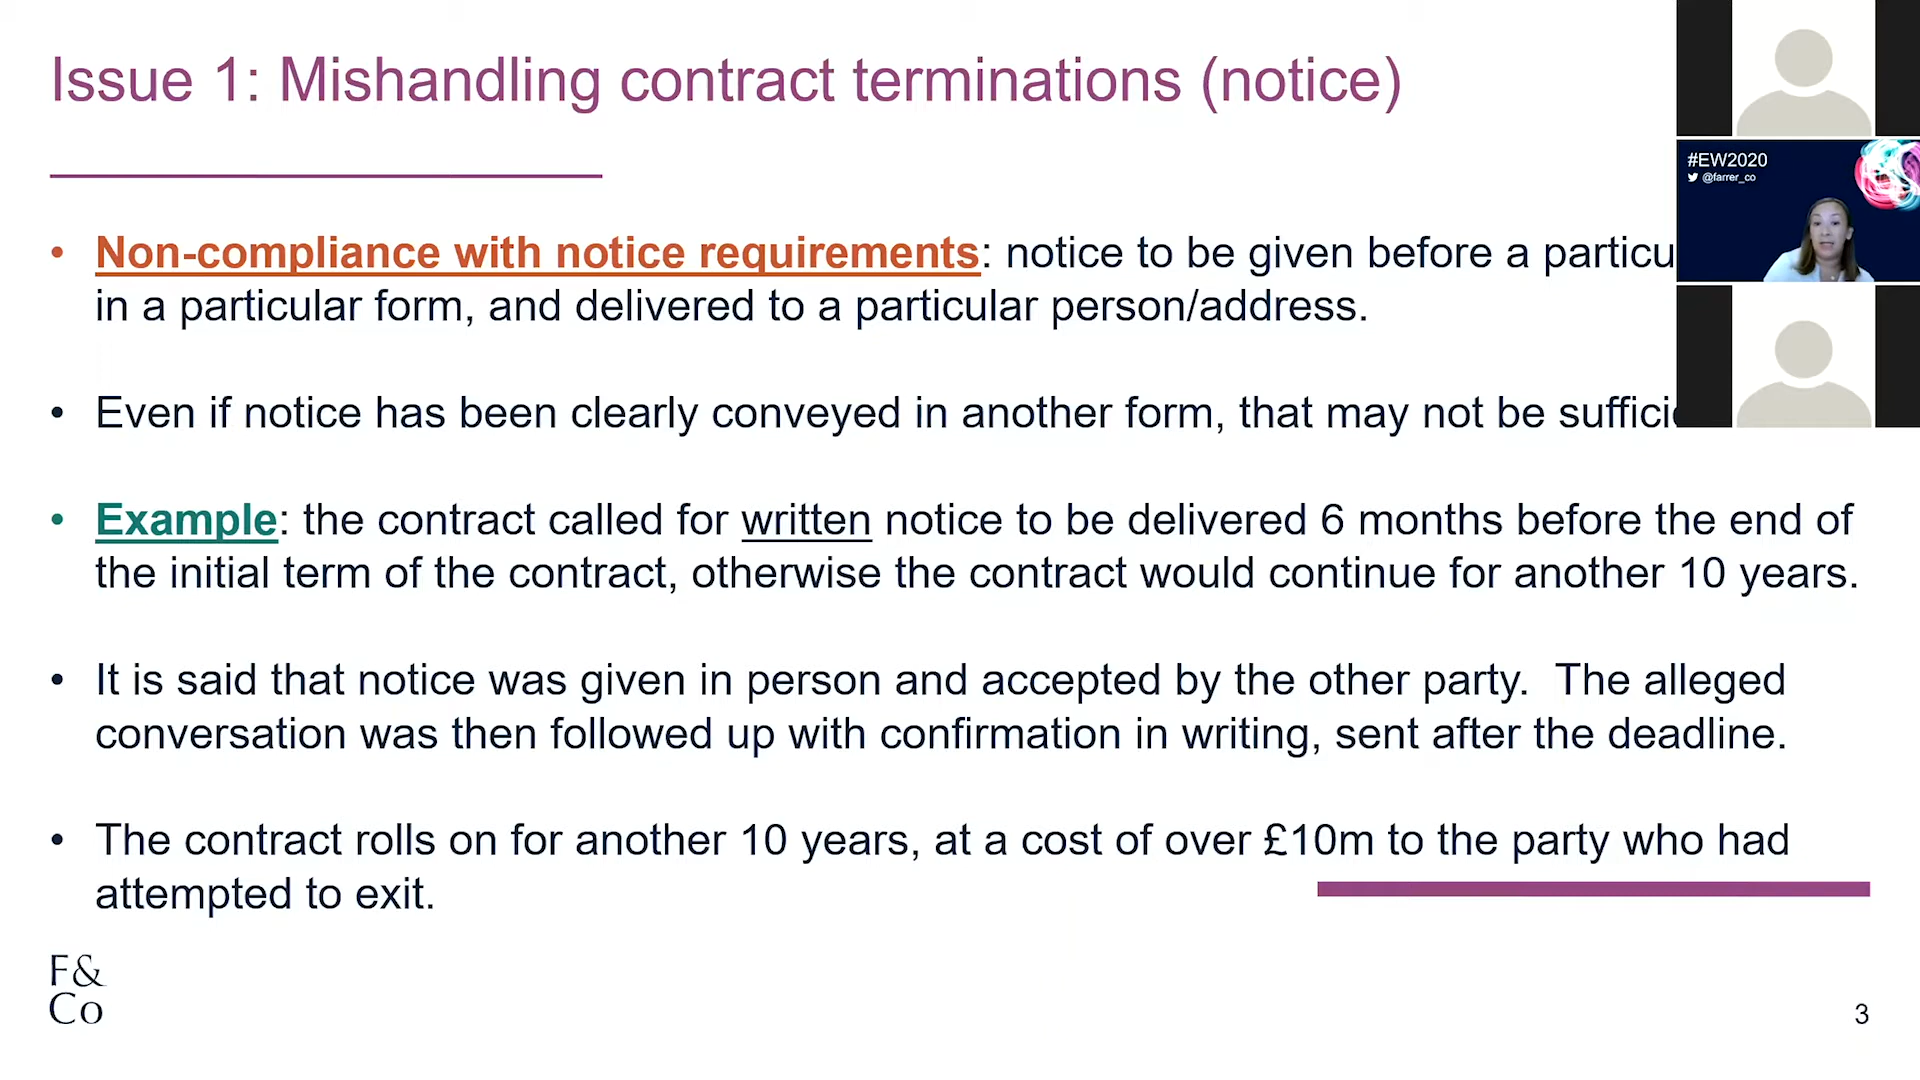 Issue 1: Mishandling contract terminations (notice)
#EW2020
@farrer_co
• Non-compliance with notice requirements: notice to be given before a
in a particular form, and delivered to a particular person/address.
• Even if notice has been clearly conveyed in another form, that may not be
• Example: the contract called for written notice to be delivered 6 months before the end of
the initial term of the contract, otherwise the contract would continue for another 10 years.
• It is said that notice was given in person and accepted by the other party. The alleged
conversation was then followed up with confirmation in writing, sent after the deadline.
• The contract rolls on for another 10 years, at a cost of over £10m to the party who had
attempted to exit.
F&
Co
3